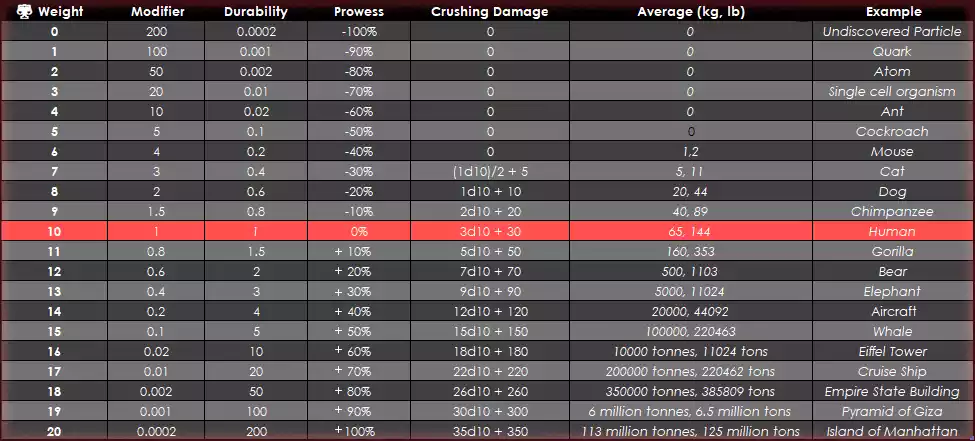 Weight Modifier Durability Prowess Crushing Damage Average (kg, lb) Example
0 200 0.0002 -100% 0 0 Undiscovered Particle
1 100 0.001 -90% 0 0 Quark
2 50 0.002 -80% 0 0 Atom
3 20 0.01 -70% 0 0 Single cell organism
4 10 0.02 -60% 0 0 Ant
5 5 0.1 -50% 0 0 Cockroach
6 4 0.2 -40% 0 1,2 Mouse
7 3 0.4 -30% (1d10)/2 + 5 5, 11 Cat
8 2 0.6 -20% 1d10 + 10 20, 44 Dog
9 1.5 0.8 -10% 2d10 + 20 40, 89 Chimpanzee
10 1 1 0% 3d10 + 30 65, 144 Human
11 0.8 1.5 + 10% 5d10 + 50 160, 353 Gorilla
12 0.6 2 + 20% 7d10 + 70 500, 1103 Bear
13 0.4 3 + 30% 9d10 + 90 5000, 11024 Elephant
14 0.2 4 + 40% 12d10 + 120 20000, 44092 Aircraft
15 0.1 5 + 50% 15d10 + 150 100000, 220463 Whale
16 0.02 10 + 60% 18d10 + 180 10000 tonnes, 11024 tons Eiffel Tower
17 0.01 20 + 70% 22d10 + 220 200000 tonnes, 220462 tons Cruise Ship
18 0.002 50 + 80% 26d10 + 260 350000 tonnes, 385809 tons Empire State Building
19 0.001 100 + 90% 30d10 + 300 6 million tonnes, 6.5 million tons Pyramid of Giza
20 0.0002 200 +100% 35d10 + 350 113 million tonnes, 125 million tons Island of Manhattan